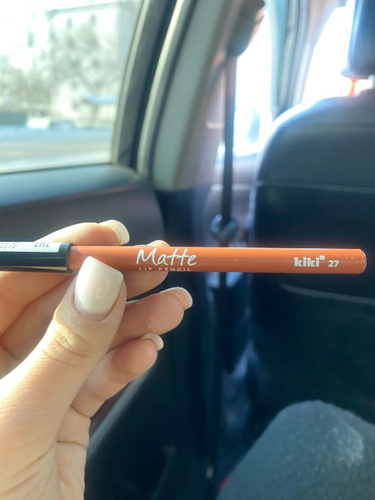 Matte
LIP PENCIL
kiki® 27